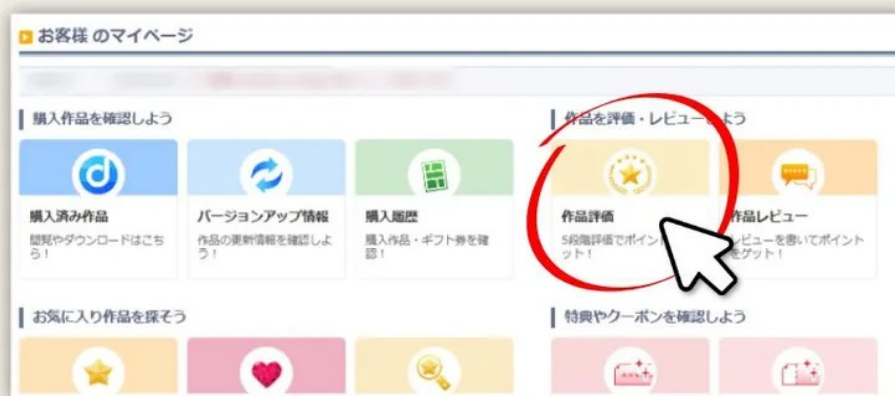 お客様 のマイページ
購入作品を確認しよう
作品を評価・レビューしよう
購入済み作品
閲覧やダウンロードはこち
ら！
バージョンアップ情報
作品の更新情報を確認しよ
う！
購入履歴
購入作品・ギフト券を確
認！
作品評価
5段階評価でポイン
ット！
作品レビュー
レビューを書いてポイント
をゲット！
お気に入り作品を探そう
特典やクーポンを確認しよう